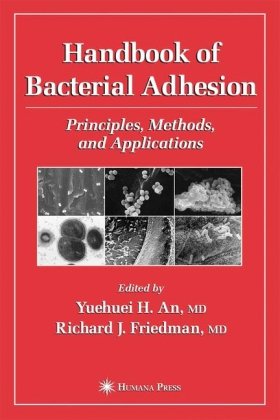 Handbook of
Bacterial Adhesion
Principles, Methods,
and Applications
Edited by
Yuehuei H. An, MD
Richard J. Friedman, MD
HUMANA PRESS